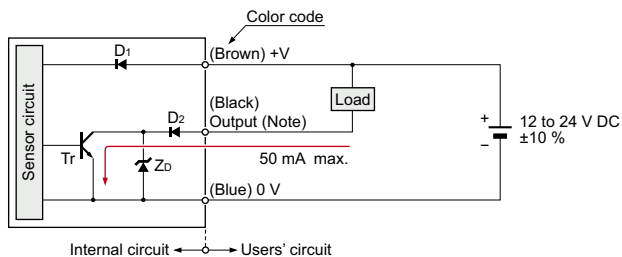 Color code
D1
(Brown) +V
Sensor circuit
(Black)
Output (Note)
Load
D2
Tr
ZD
50 mA max.
+
−
12 to 24 V DC
±10 %
(Blue) 0 V
Internal circuit
Users' circuit